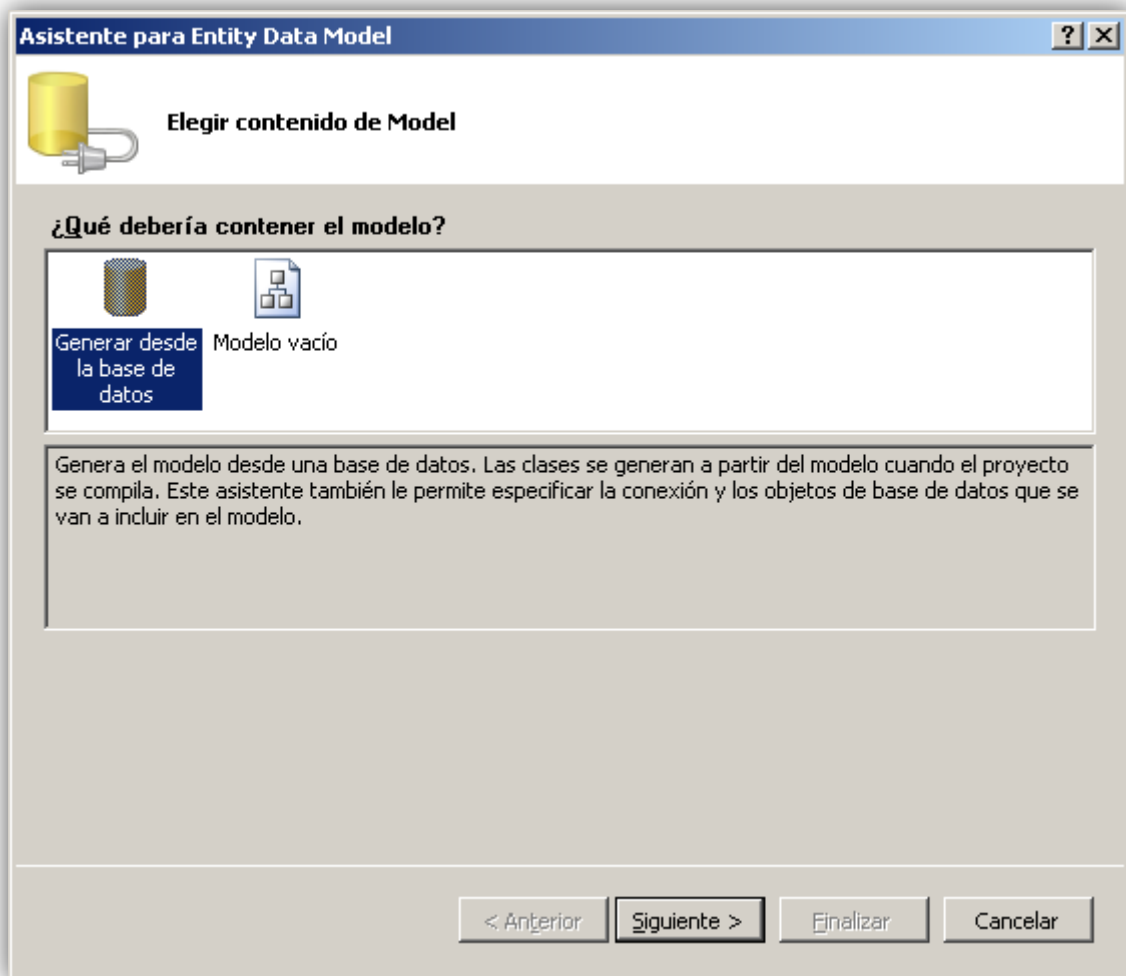 Asistente para Entity Data Model
Elegir contenido de Model
¿Qué debería contener el modelo?
Generar desde
la base de
datos
Modelo vacío
Genera el modelo desde una base de datos. Las clases se generan a partir del modelo cuando el proyecto
se compila. Este asistente también le permite especificar la conexión y los objetos de base de datos que se
van a incluir en el modelo.
< Anterior
Siguiente >
Finalizar
Cancelar